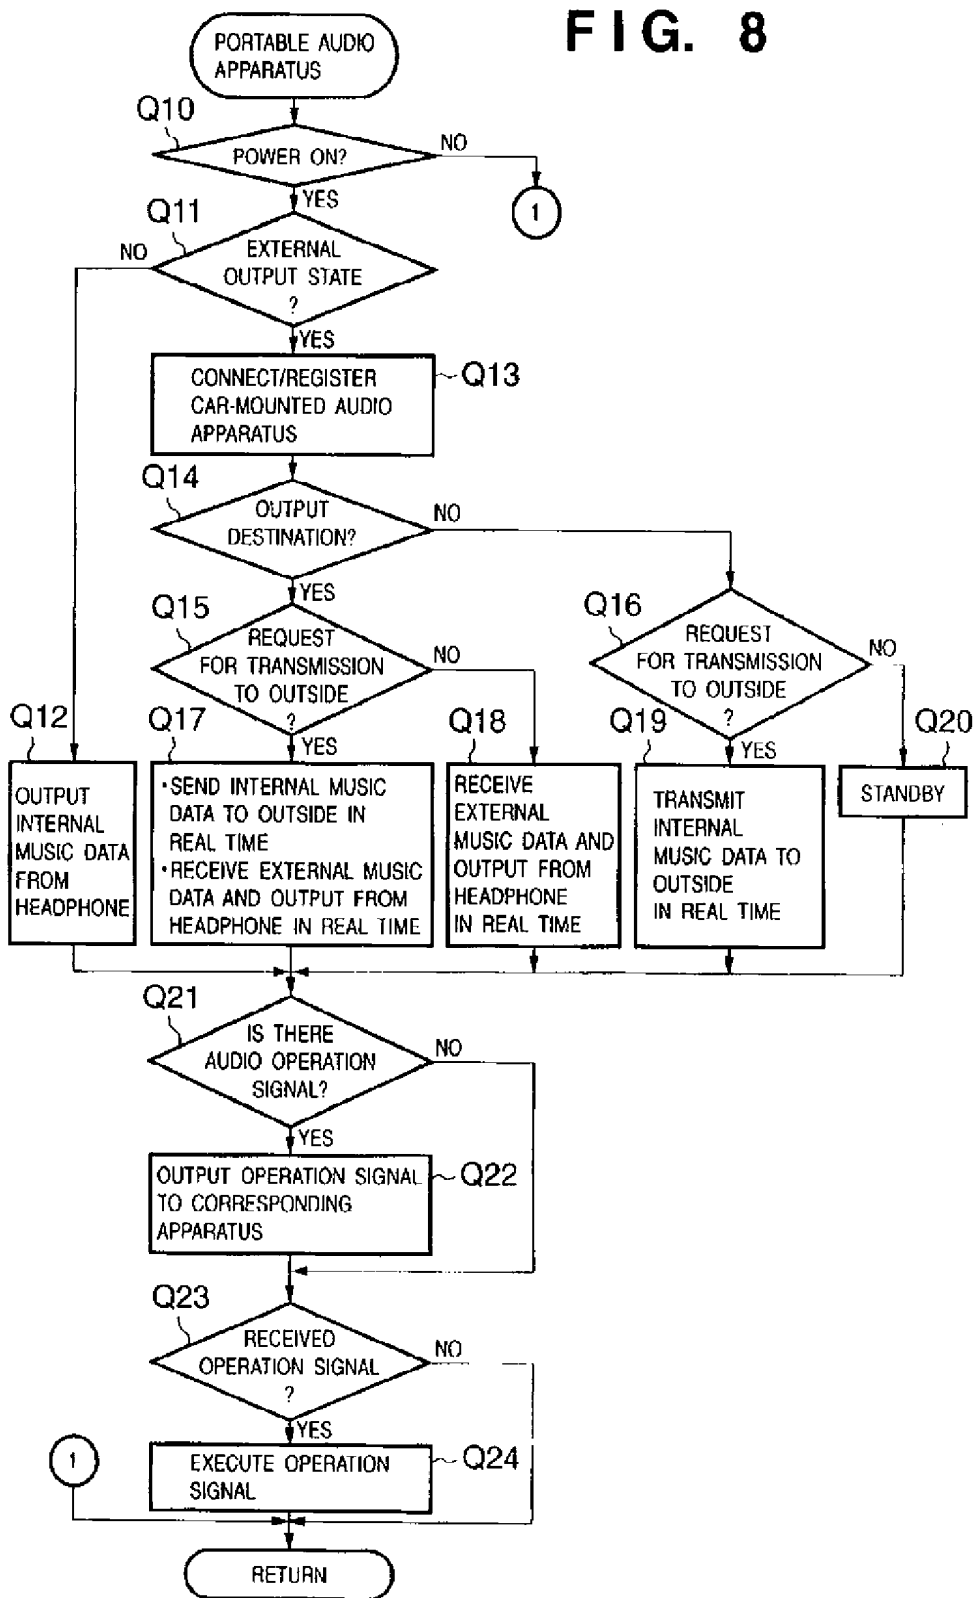 FIG. 8
PORTABLE AUDIO
APPARATUS
Q10
POWER ON?
NO
1
YES
Q11
NO
EXTERNAL
OUTPUT STATE
?
YES
CONNECT/REGISTER
CAR-MOUNTED AUDIO
APPARATUS
Q13
Q14
OUTPUT
DESTINATION?
NO
YES
Q15
REQUEST
FOR TRANSMISSION
TO OUTSIDE
?
NO
YES
Q16
REQUEST
FOR TRANSMISSION
TO OUTSIDE
?
NO
YES
Q12
OUTPUT
INTERNAL
MUSIC DATA
FROM
HEADPHONE
Q17
•SEND INTERNAL MUSIC
DATA TO OUTSIDE IN
REAL TIME
•RECEIVE EXTERNAL MUSIC
DATA AND OUTPUT FROM
HEADPHONE IN REAL TIME
Q18
RECEIVE
EXTERNAL
MUSIC DATA AND
OUTPUT FROM
HEADPHONE
IN REAL TIME
Q19
TRANSMIT
INTERNAL
MUSIC DATA TO
OUTSIDE
IN REAL TIME
Q20
STANDBY
Q21
IS THERE
AUDIO OPERATION
SIGNAL?
NO
YES
OUTPUT OPERATION SIGNAL
TO CORRESPONDING
APPARATUS
Q22
Q23
RECEIVED
OPERATION SIGNAL
?
NO
YES
1
EXECUTE OPERATION
SIGNAL
Q24
RETURN